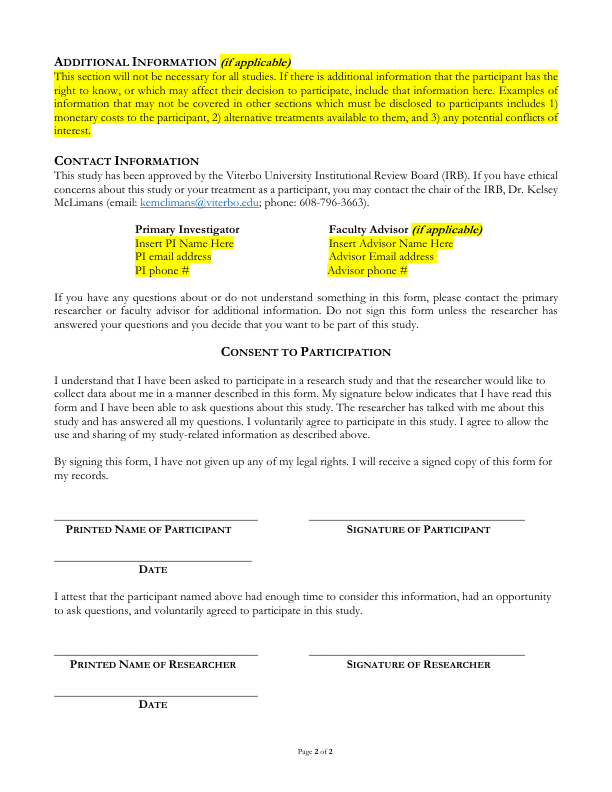 ADDITIONAL INFORMATION (if applicable)
This section will not be necessary for all studies. If there is additional information that the participant has the
right to know, or which may affect their decision to participate, include that information here. Examples of
information that may not be covered in other sections which must be disclosed to participants includes 1)
monetary costs to the participant, 2) alternative treatments available to them, and 3) any potential conflicts of
interest.
CONTACT INFORMATION
This study has been approved by the Viterbo University Institutional Review Board (IRB). If you have ethical
concerns about this study or your treatment as a participant, you may contact the chair of the IRB, Dr. Kelsey
McLimans (email: kemclimans@viterbo.edu; phone: 608-796-3663).
Primary Investigator
Insert PI Name Here
PI email address
PI phone #
Faculty Advisor (if applicable)
Insert Advisor Name Here
Advisor Email address
Advisor phone #
If you have any questions about or do not understand something in this form, please contact the primary
researcher or faculty advisor for additional information. Do not sign this form unless the researcher has
answered your questions and you decide that you want to be part of this study.
CONSENT TO PARTICIPATION
I understand that I have been asked to participate in a research study and that the researcher would like to
collect data about me in a manner described in this form. My signature below indicates that I have read this
form and I have been able to ask questions about this study. The researcher has talked with me about this
study and has answered all my questions. I voluntarily agree to participate in this study. I agree to allow the
use and sharing of my study-related information as described above.
By signing this form, I have not given up any of my legal rights. I will receive a signed copy of this form for
my records.
PRINTED NAME OF PARTICIPANT
SIGNATURE OF PARTICIPANT
DATE
I attest that the participant named above had enough time to consider this information, had an opportunity
to ask questions, and voluntarily agreed to participate in this study.
PRINTED NAME OF RESEARCHER
SIGNATURE OF RESEARCHER
DATE
Page 2 of 2